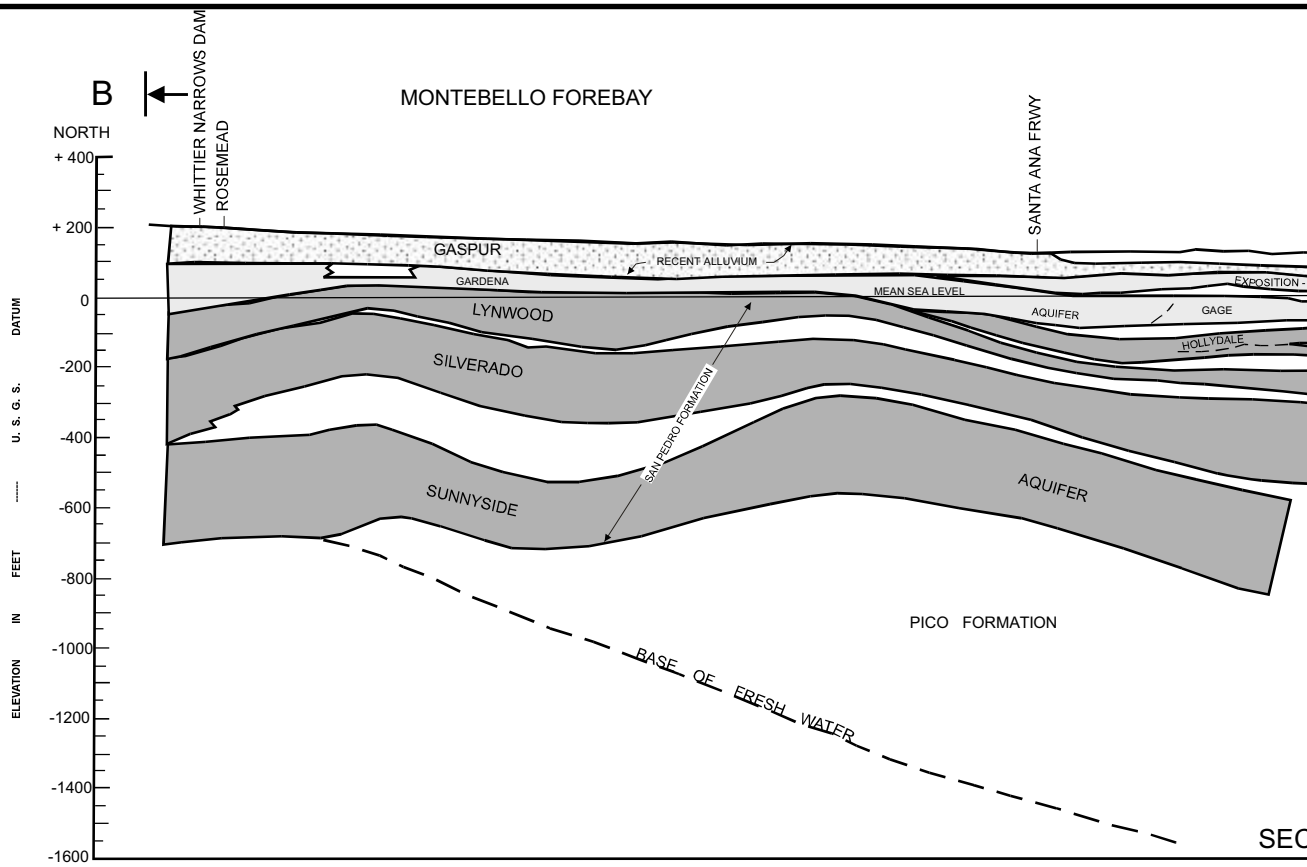 WHITTIER NARROWS DAM
B
MONTEBELLO FOREBAY
SANTA ANA FRWY
ROSEMEAD
NORTH
+ 400
+ 200
0
-200
-400
-600
-800
-1000
-1200
-1400
-1600
ELEVATION IN FEET ------ U. S. G. S. DATUM
GASPUR
RECENT ALLUVIUM
GARDENA
MEAN SEA LEVEL
EXPOSITION -
LYNWOOD
AQUIFER
GAGE
HOLLYDALE
SILVERADO
SAN PEDRO FORMATION
SUNNYSIDE
AQUIFER
PICO FORMATION
BASE OF FRESH WATER
SEC